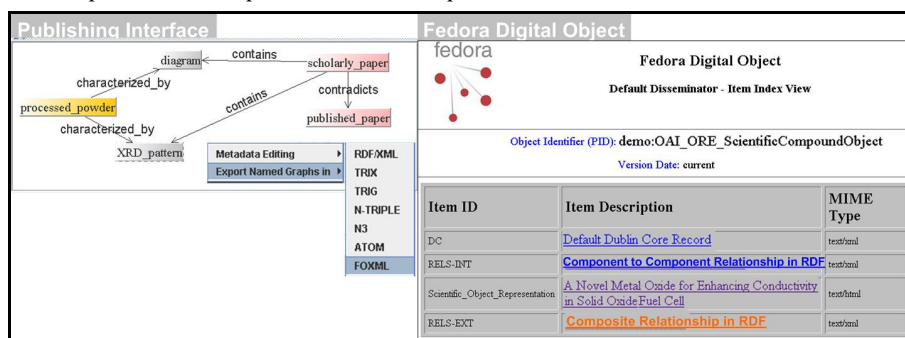 Publishing Interface
diagram
contains
scholarly_paper
characterized_by
contains
contradicts
processed_powder
published_paper
characterized_by
XRD_pattern
Metadata Editing
Export Named Graphs in
RDF/XML
TRIX
TRIG
N-TRIPLE
N3
ATOM
FOXML
Fedora Digital Object
fedora
Fedora Digital Object
Default Disseminator - Item Index View
Object Identifier (PID): demo:OAI_ORE_ScientificCompoundObject
Version Date: current
Item ID Item Description MIME Type
DC Default Dublin Core Record text/xml
RELS-INT Component to Component Relationship in RDF text/xml
Scientific_Object_Representation A Novel Metal Oxide for Enhancing Conductivity in Solid OxideFuel Cell text/html
RELS-EXT Composite Relationship in RDF text/xml